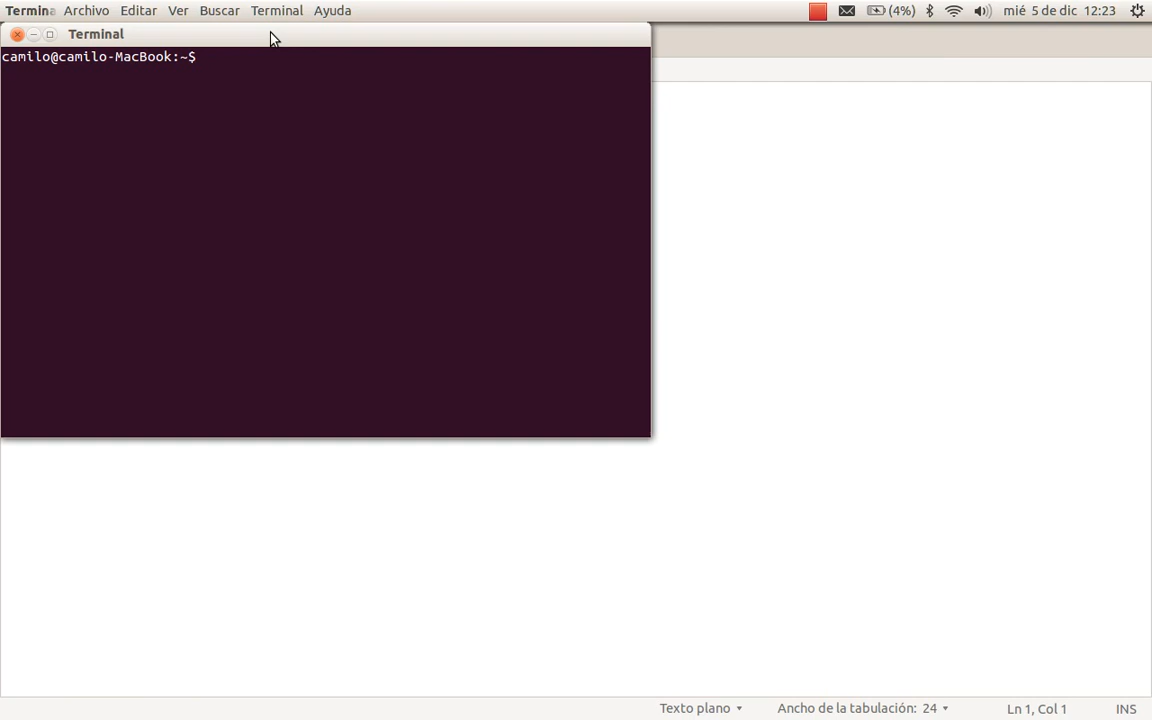 Termina Archivo Editar Ver Buscar Terminal Ayuda (4%) mié 5 de dic 12:23
Terminal
camilo@camilo-MacBook:~$
Texto plano Ancho de la tabulación: 24 Ln 1, Col 1 INS